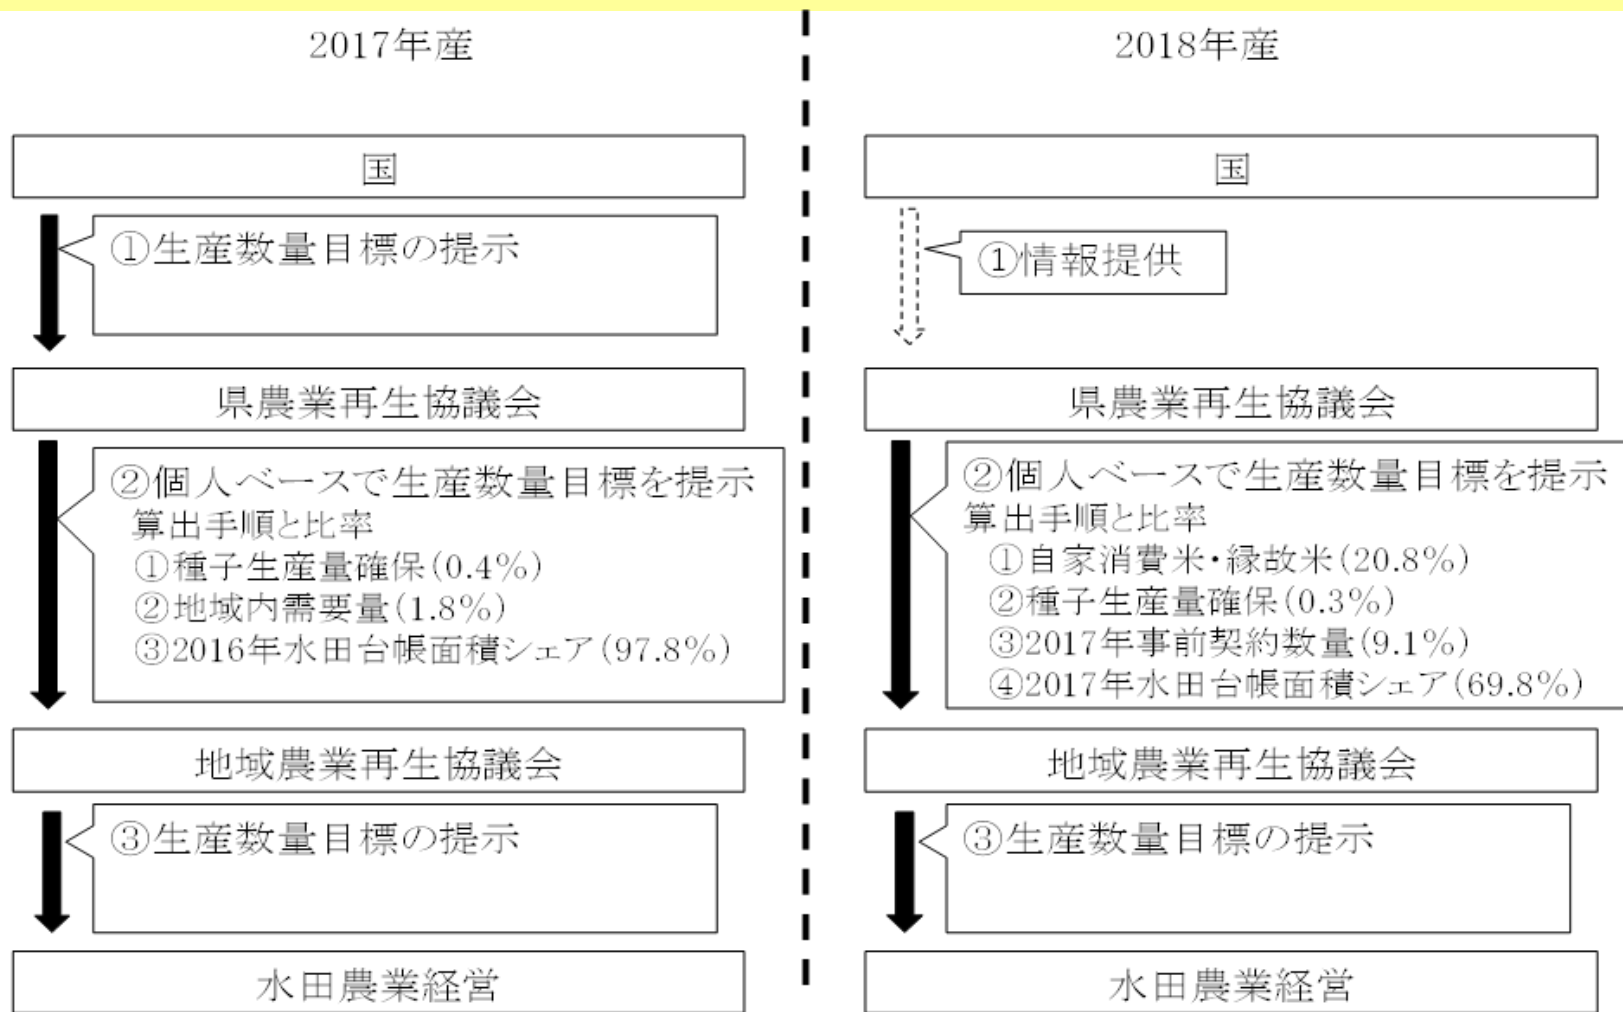 2017年産
国
①生産数量目標の提示
県農業再生協議会
②個人ベースで生産数量目標を提示
算出手順と比率
①種子生産量確保(0.4%)
②地域内需要量(1.8%)
③2016年水田台帳面積シェア(97.8%)
地域農業再生協議会
③生産数量目標の提示
水田農業経営
2018年産
国
①情報提供
県農業再生協議会
②個人ベースで生産数量目標を提示
算出手順と比率
①自家消費米・縁故米(20.8%)
②種子生産量確保(0.3%)
③2017年事前契約数量(9.1%)
④2017年水田台帳面積シェア(69.8%)
地域農業再生協議会
③生産数量目標の提示
水田農業経営